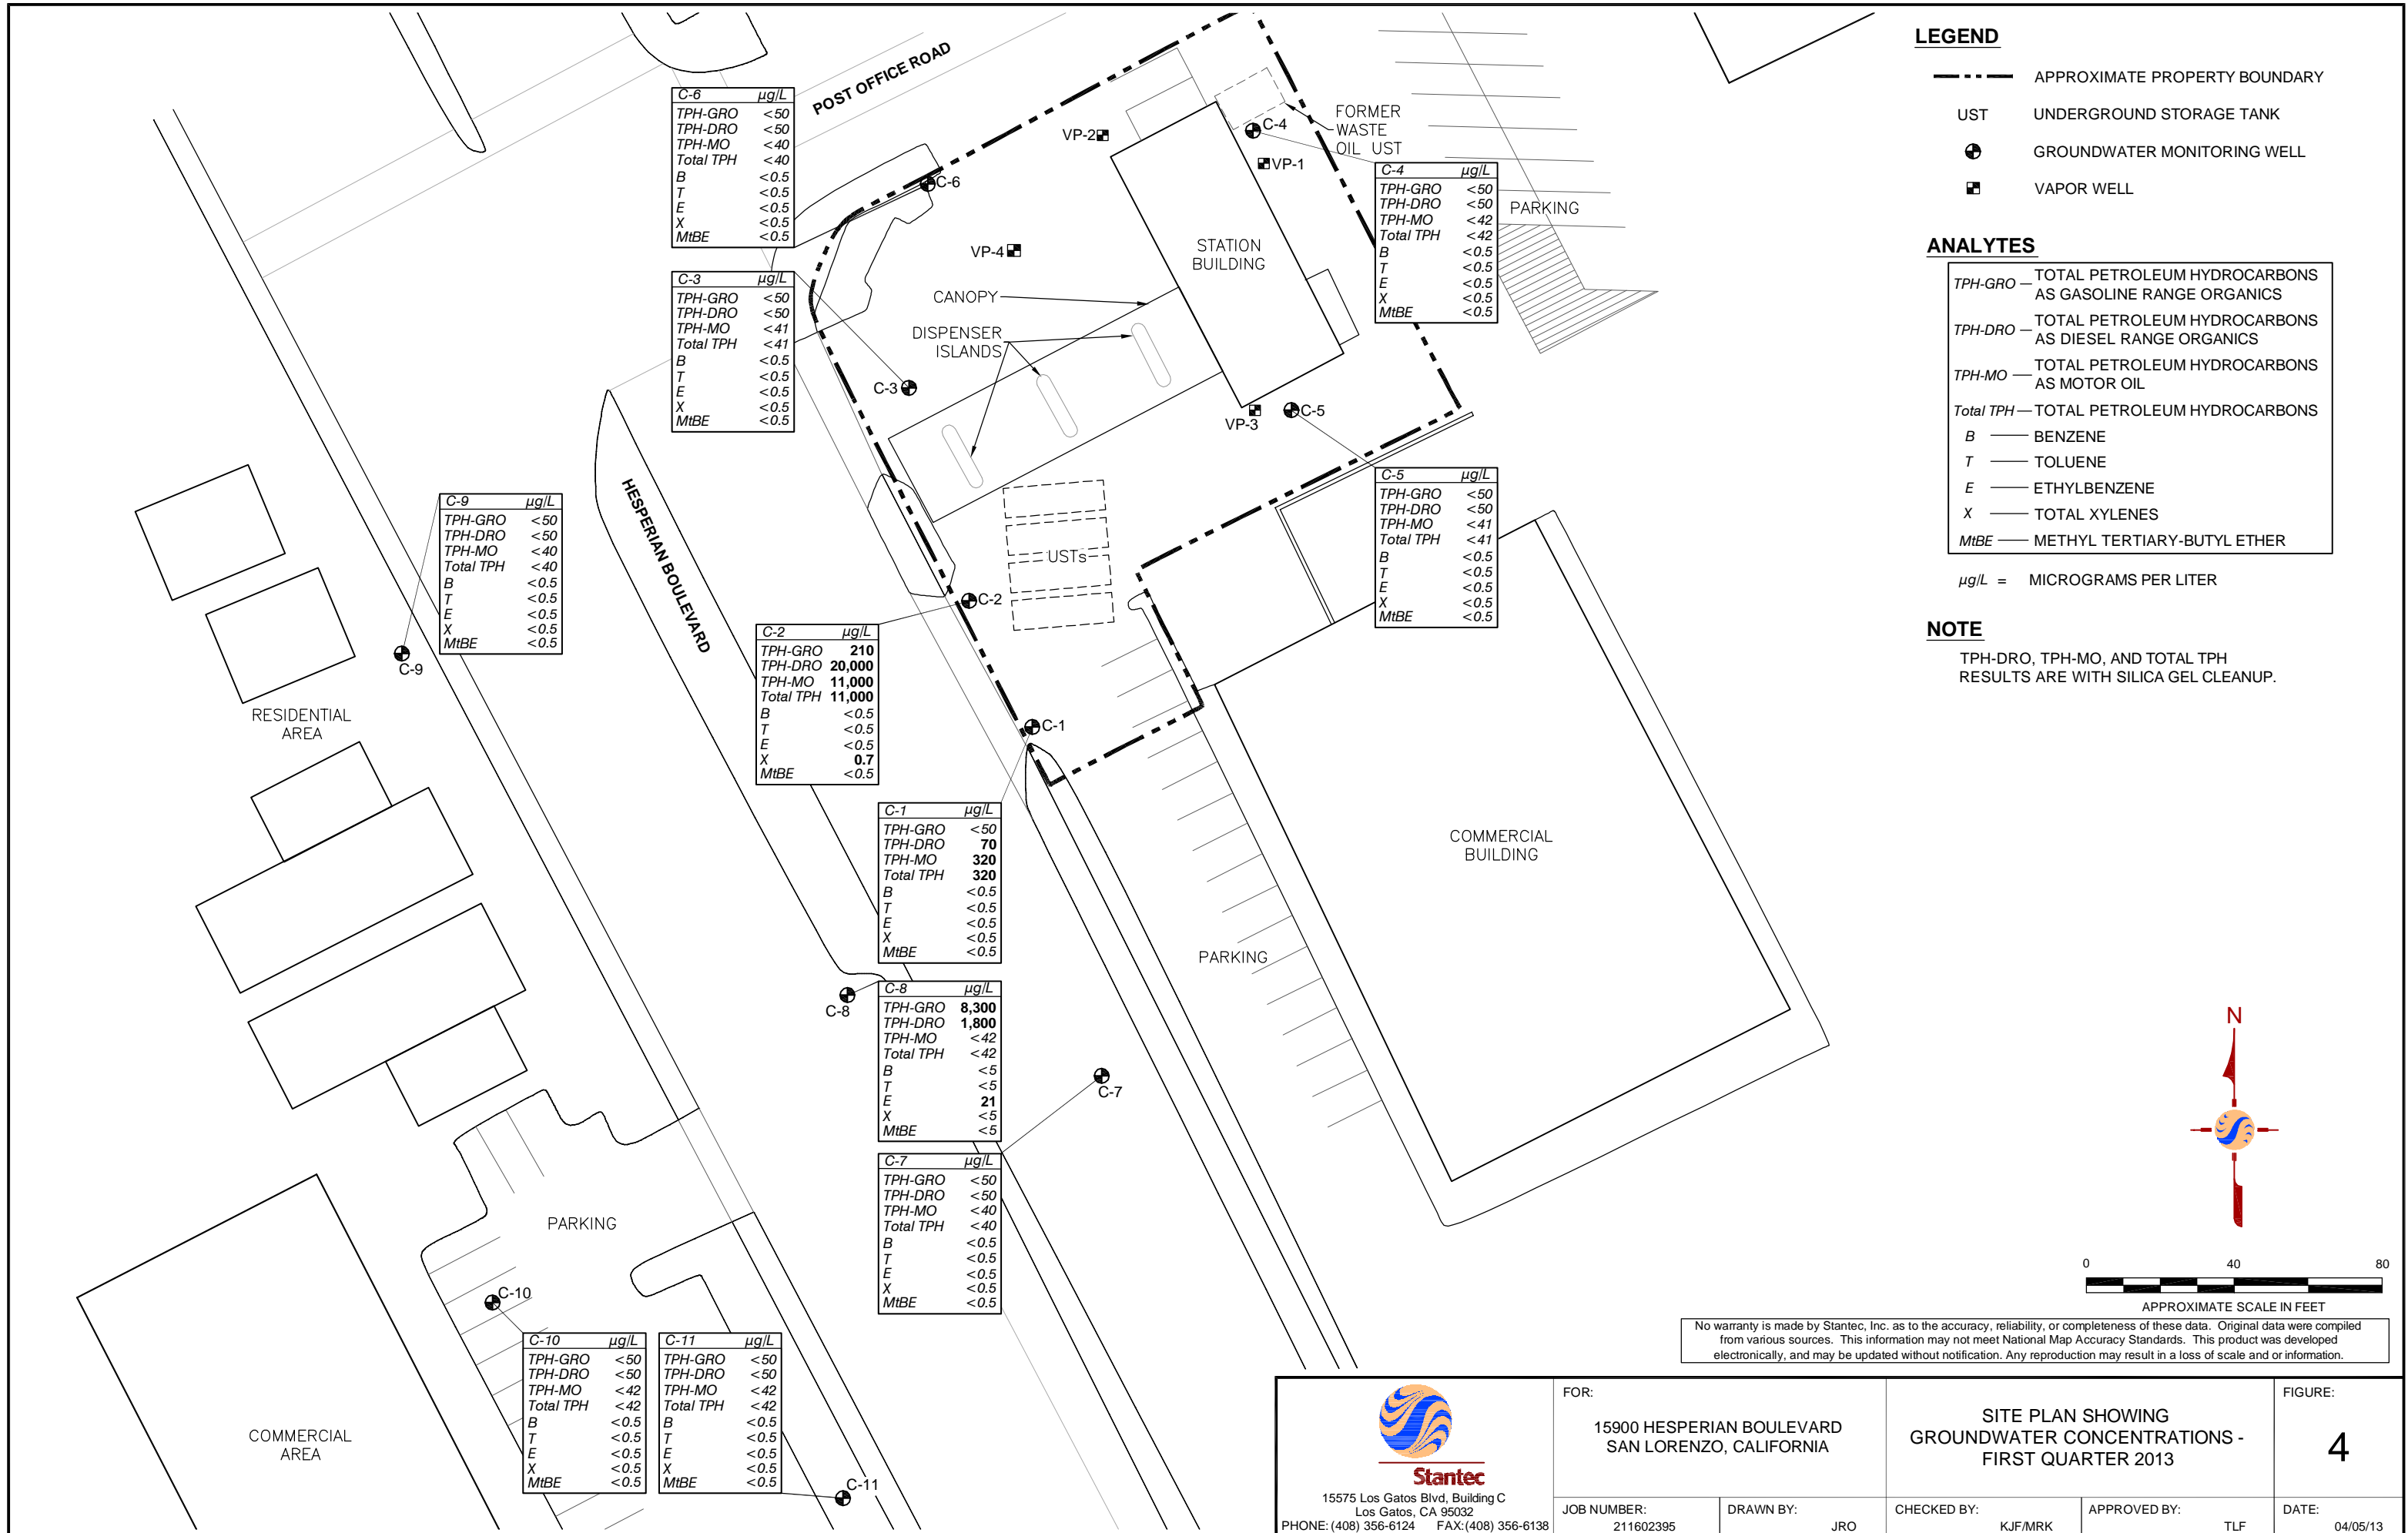 POST OFFICE ROAD
C-6 µg/L
TPH-GRO <50
TPH-DRO <50
TPH-MO <40
Total TPH <40
B <0.5
T <0.5
E <0.5
X <0.5
MtBE <0.5
C-6
VP-2
C-4
VP-1
FORMER
WASTE
OIL UST
C-4 µg/L
TPH-GRO <50
TPH-DRO <50
TPH-MO <42
Total TPH <42
B <0.5
T <0.5
E <0.5
X <0.5
MtBE <0.5
PARKING
STATION
BUILDING
VP-4
CANOPY
DISPENSER
ISLANDS
C-3 µg/L
TPH-GRO <50
TPH-DRO <50
TPH-MO <41
Total TPH <41
B <0.5
T <0.5
E <0.5
X <0.5
MtBE <0.5
C-3
VP-3
C-5
C-5 µg/L
TPH-GRO <50
TPH-DRO <50
TPH-MO <41
Total TPH <41
B <0.5
T <0.5
E <0.5
X <0.5
MtBE <0.5
C-9 µg/L
TPH-GRO <50
TPH-DRO <50
TPH-MO <40
Total TPH <40
B <0.5
T <0.5
E <0.5
X <0.5
MtBE <0.5
C-9
HESPERIAN BOULEVARD
USTs
C-2
C-2 µg/L
TPH-GRO 210
TPH-DRO 20,000
TPH-MO 11,000
Total TPH 11,000
B <0.5
T <0.5
E <0.5
X 0.7
MtBE <0.5
RESIDENTIAL
AREA
C-1
C-1 µg/L
TPH-GRO <50
TPH-DRO 70
TPH-MO 320
Total TPH 320
B <0.5
T <0.5
E <0.5
X <0.5
MtBE <0.5
COMMERCIAL
BUILDING
PARKING
C-8
C-8 µg/L
TPH-GRO 8,300
TPH-DRO 1,800
TPH-MO <42
Total TPH <42
B <5
T <5
E 21
X <5
MtBE <5
C-7
C-7 µg/L
TPH-GRO <50
TPH-DRO <50
TPH-MO <40
Total TPH <40
B <0.5
T <0.5
E <0.5
X <0.5
MtBE <0.5
PARKING
C-10
C-10 µg/L
TPH-GRO <50
TPH-DRO <50
TPH-MO <42
Total TPH <42
B <0.5
T <0.5
E <0.5
X <0.5
MtBE <0.5
C-11 µg/L
TPH-GRO <50
TPH-DRO <50
TPH-MO <42
Total TPH <42
B <0.5
T <0.5
E <0.5
X <0.5
MtBE <0.5
C-11
COMMERCIAL
AREA
LEGEND
APPROXIMATE PROPERTY BOUNDARY
UST UNDERGROUND STORAGE TANK
GROUNDWATER MONITORING WELL
VAPOR WELL
ANALYTES
TPH-GRO — TOTAL PETROLEUM HYDROCARBONS
AS GASOLINE RANGE ORGANICS
TPH-DRO — TOTAL PETROLEUM HYDROCARBONS
AS DIESEL RANGE ORGANICS
TPH-MO — TOTAL PETROLEUM HYDROCARBONS
AS MOTOR OIL
Total TPH — TOTAL PETROLEUM HYDROCARBONS
B — BENZENE
T — TOLUENE
E — ETHYLBENZENE
X — TOTAL XYLENES
MtBE — METHYL TERTIARY-BUTYL ETHER
µg/L = MICROGRAMS PER LITER
NOTE
TPH-DRO, TPH-MO, AND TOTAL TPH
RESULTS ARE WITH SILICA GEL CLEANUP.
N
0 40 80
APPROXIMATE SCALE IN FEET
No warranty is made by Stantec, Inc. as to the accuracy, reliability, or completeness of these data. Original data were compiled
from various sources. This information may not meet National Map Accuracy Standards. This product was developed
electronically, and may be updated without notification. Any reproduction may result in a loss of scale and or information.
Stantec
15575 Los Gatos Blvd, Building C
Los Gatos, CA 95032
PHONE: (408) 356-6124 FAX:(408) 356-6138
FOR:
15900 HESPERIAN BOULEVARD
SAN LORENZO, CALIFORNIA
SITE PLAN SHOWING
GROUNDWATER CONCENTRATIONS -
FIRST QUARTER 2013
FIGURE:
4
JOB NUMBER:
211602395
DRAWN BY:
JRO
CHECKED BY:
KJF/MRK
APPROVED BY:
TLF
DATE:
04/05/13